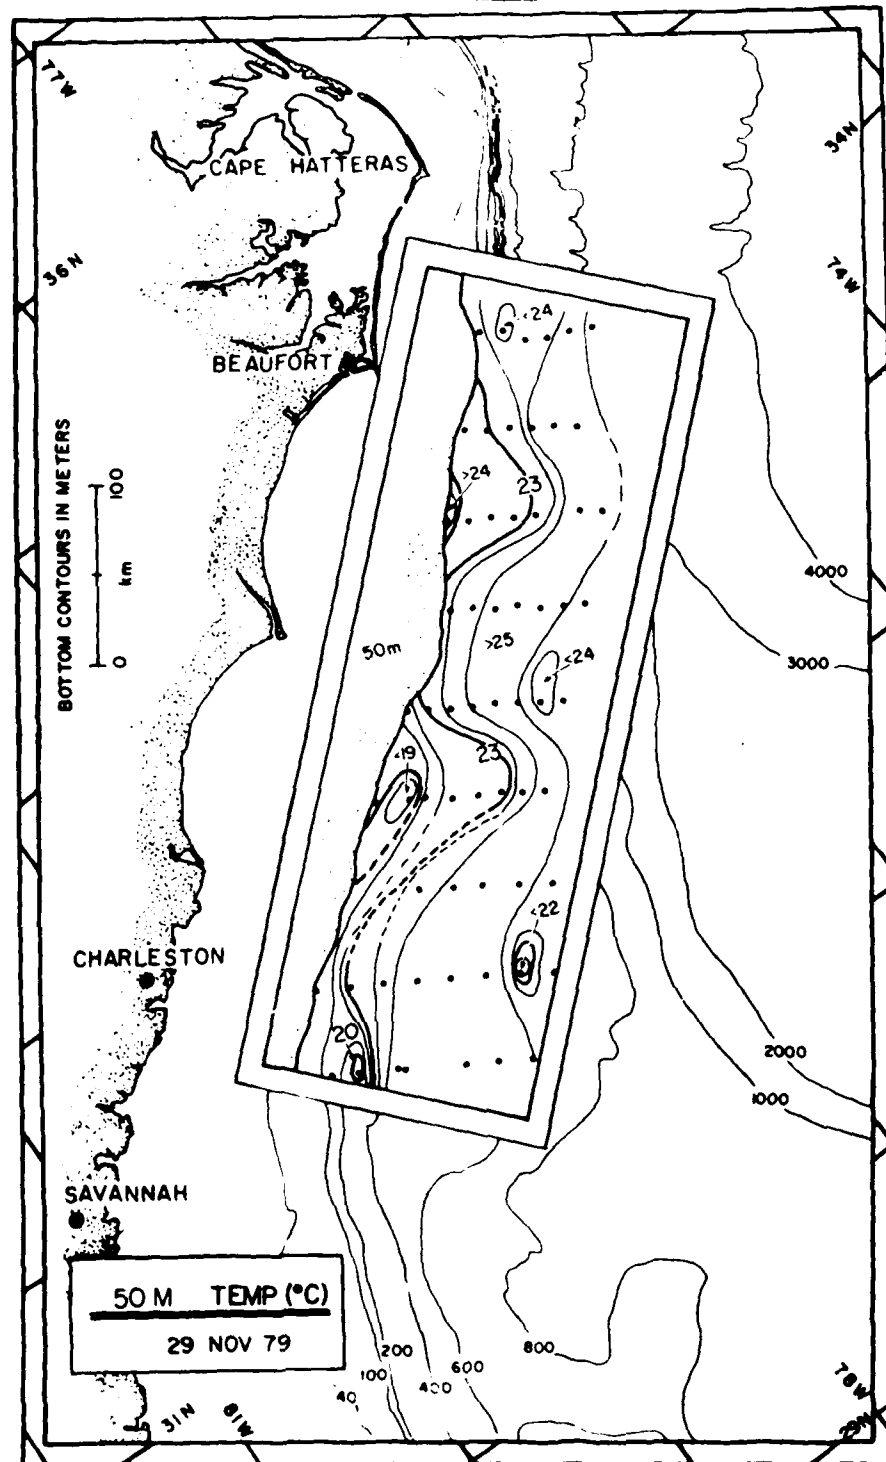 77W
CAPE HATTERAS
34N
36N
74W
<24
BEAUFORT
BOTTOM CONTOURS IN METERS
100
km
0
>24
23
4000
50m
>25
<24
3000
23
<19
<22
CHARLESTON
20
2000
1000
SAVANNAH
50 M TEMP (°C)
29 NOV 79
200
800
600
100
400
40
78W
31N
81W
29N